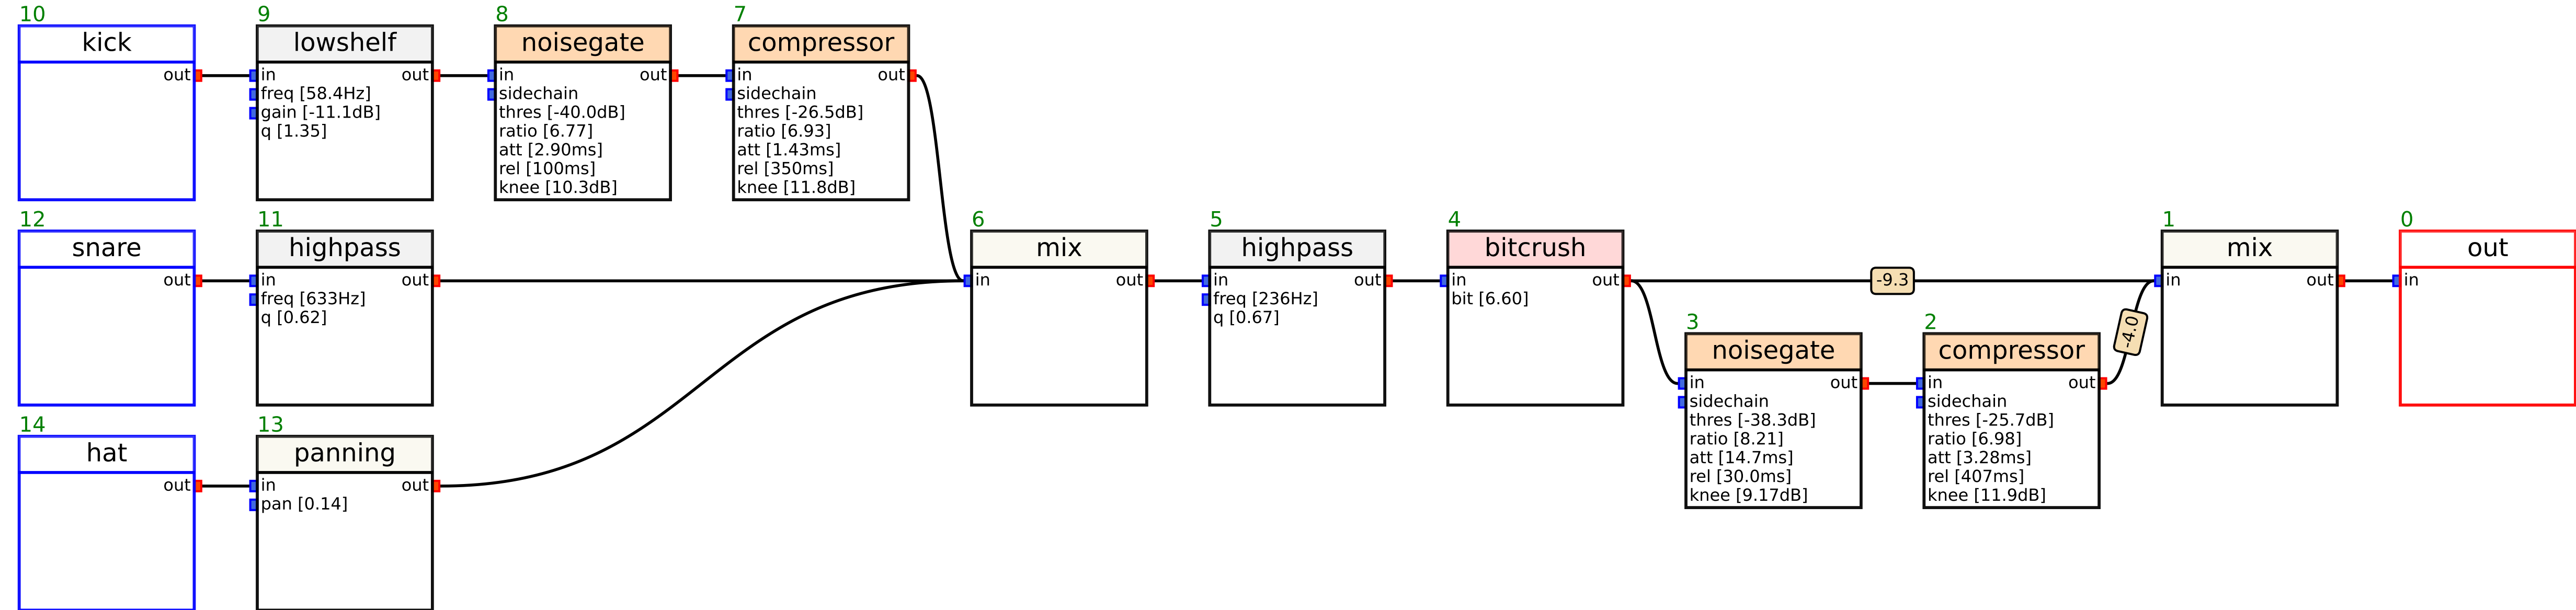 10
kick
out
9
lowshelf
in out
freq [58.4Hz]
gain [-11.1dB]
q [1.35]
8
noisegate
in out
sidechain
thres [-40.0dB]
ratio [6.77]
att [2.90ms]
rel [100ms]
knee [10.3dB]
7
compressor
in out
sidechain
thres [-26.5dB]
ratio [6.93]
att [1.43ms]
rel [350ms]
knee [11.8dB]
12
snare
out
11
highpass
in out
freq [633Hz]
q [0.62]
6
mix
in out
5
highpass
in out
freq [236Hz]
q [0.67]
4
bitcrush
in out
bit [6.60]
-9.3
3
noisegate
in out
sidechain
thres [-38.3dB]
ratio [8.21]
att [14.7ms]
rel [30.0ms]
knee [9.17dB]
2
compressor
in out
sidechain
thres [-25.7dB]
ratio [6.98]
att [3.28ms]
rel [407ms]
knee [11.9dB]
-4.0
1
mix
in out
0
out
in
14
hat
out
13
panning
in out
pan [0.14]